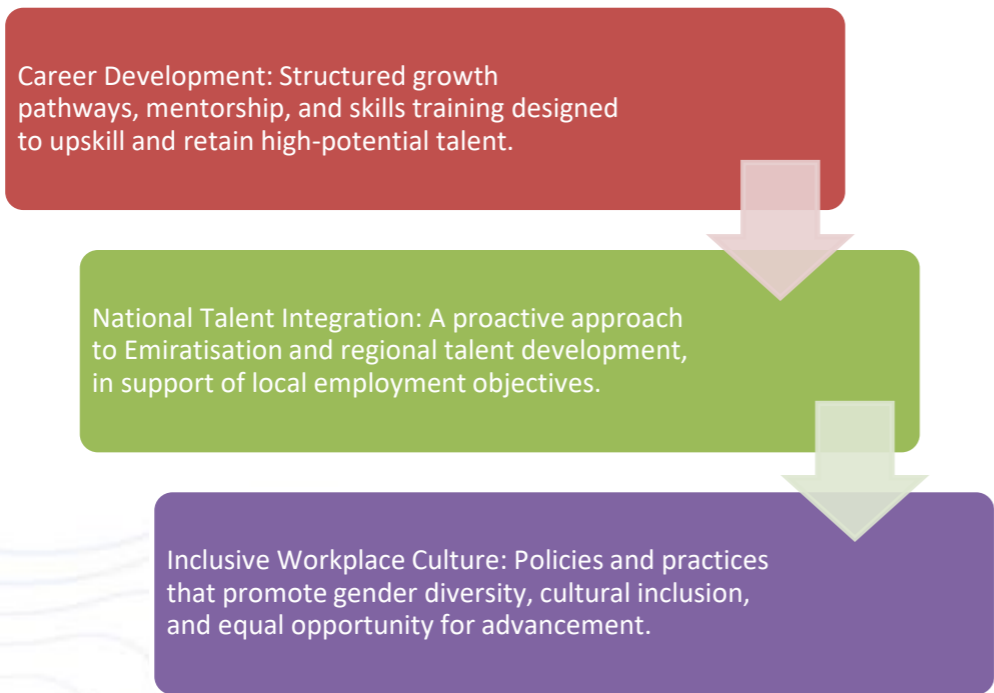 Career Development: Structured growth
pathways, mentorship, and skills training designed
to upskill and retain high-potential talent.
National Talent Integration: A proactive approach
to Emiratisation and regional talent development,
in support of local employment objectives.
Inclusive Workplace Culture: Policies and practices
that promote gender diversity, cultural inclusion,
and equal opportunity for advancement.